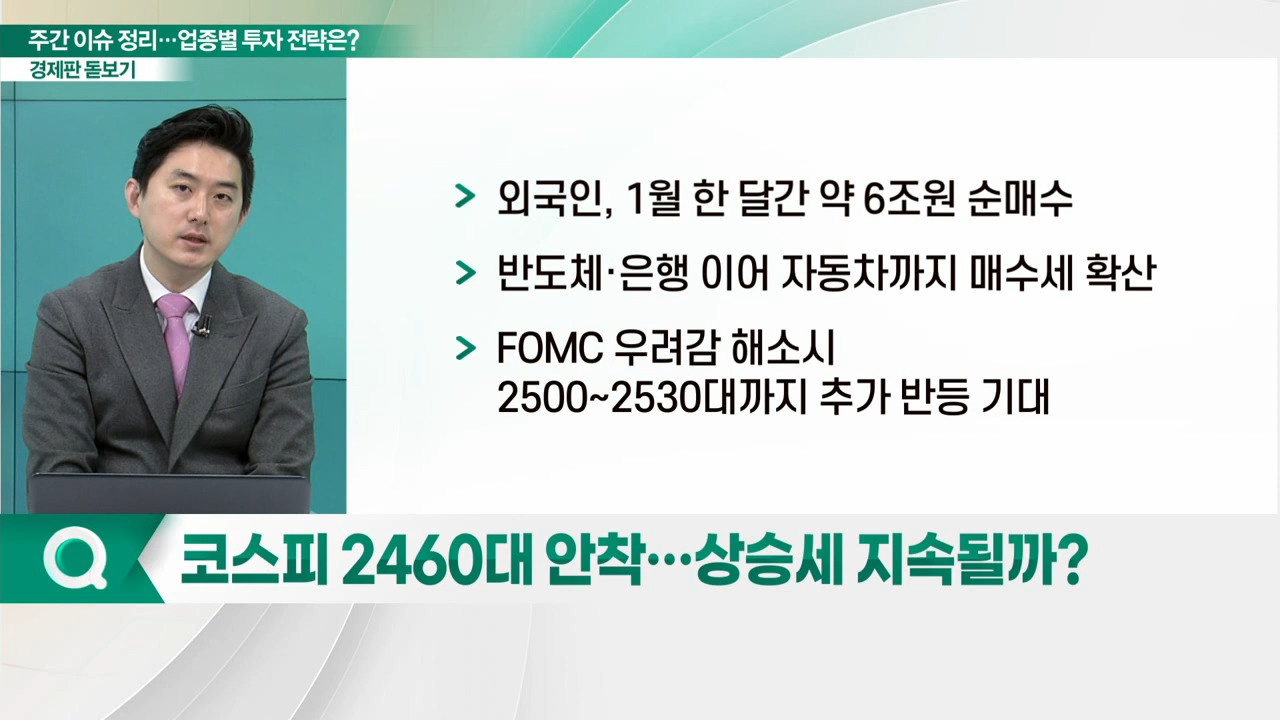 주간 이슈 정리…업종별 투자 전략은?
경제판 돋보기
> 외국인, 1월 한 달간 약 6조원 순매수
> 반도체·은행 이어 자동차까지 매수세 확산
> FOMC 우려감 해소시
2500~2530대까지 추가 반등 기대
코스피 2460대 안착…상승세 지속될까?